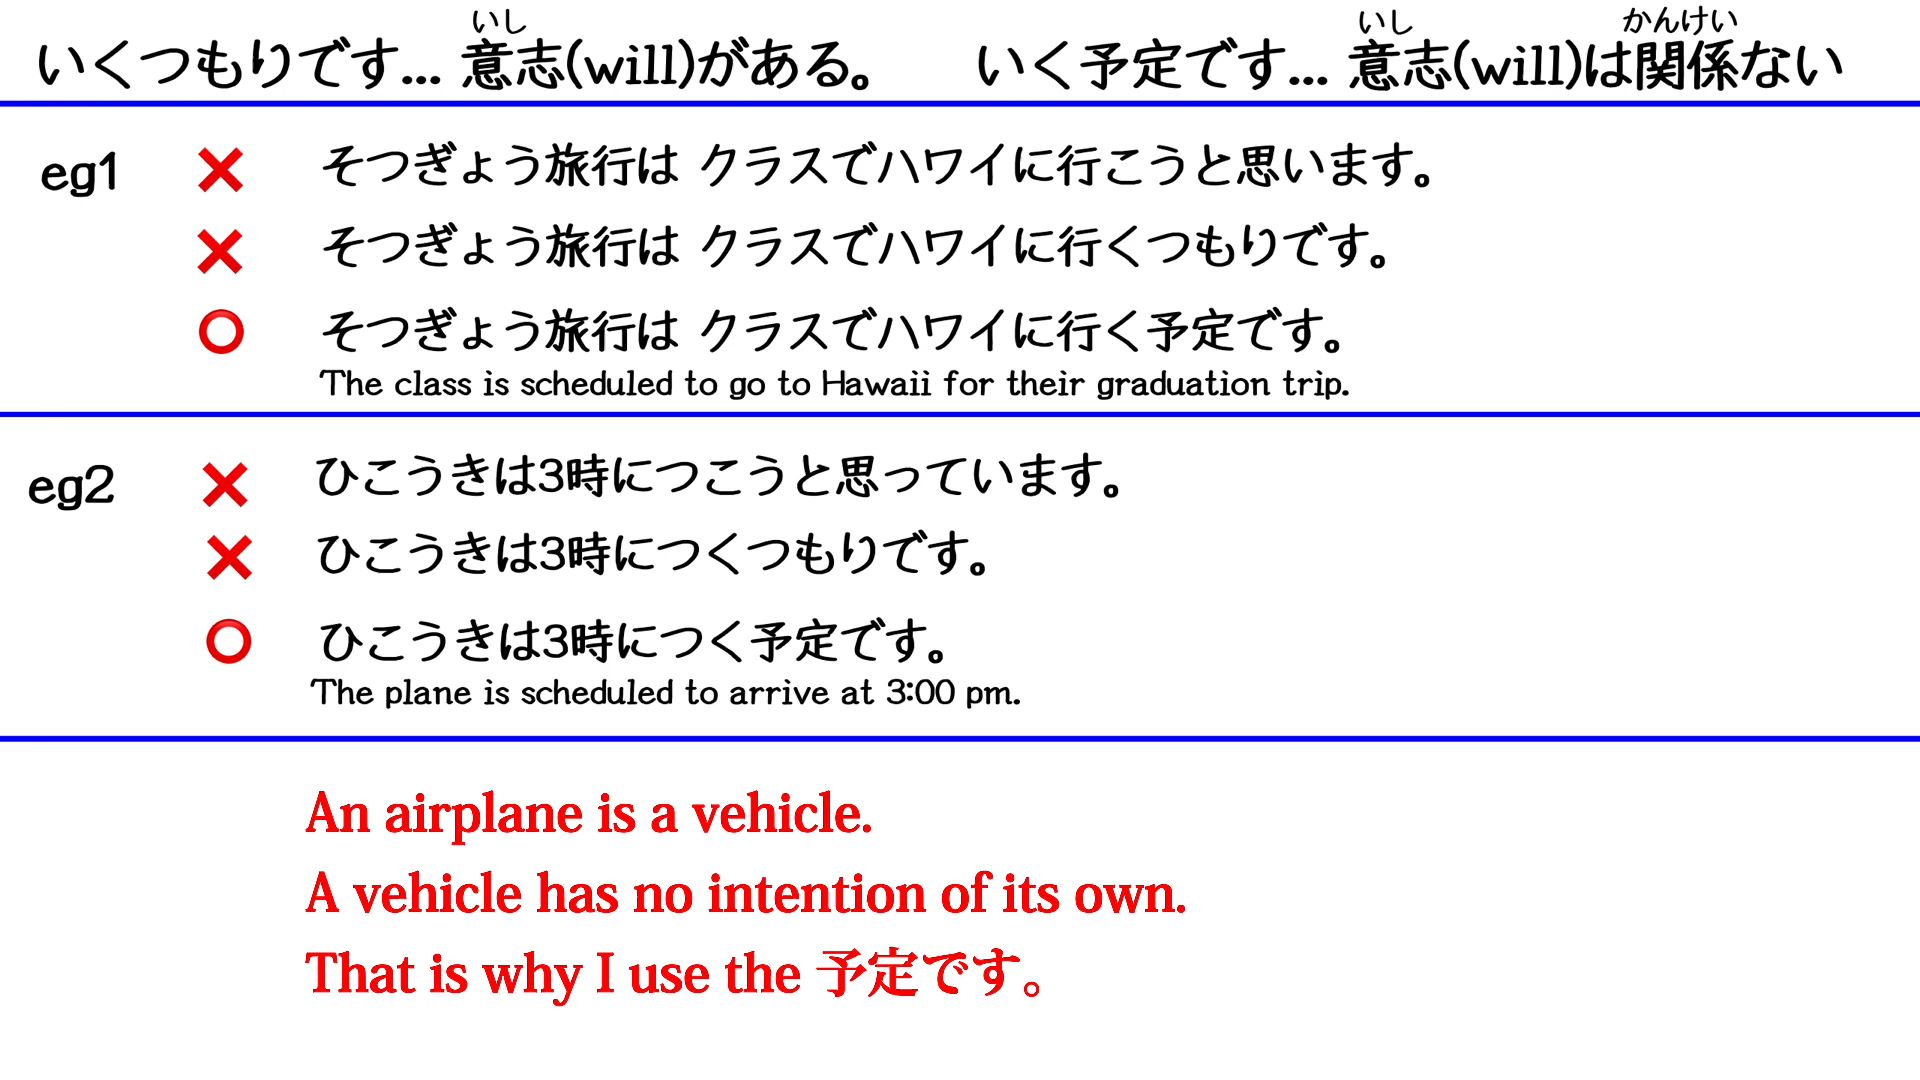 いし いし かんけい
いくつもりです... 意志(will)がある。 いく予定です... 意志(will)は関係ない
eg1 ❌ そつぎょう旅行は クラスでハワイに行こうと思います。
❌ そつぎょう旅行は クラスでハワイに行くつもりです。
⭕ そつぎょう旅行は クラスでハワイに行く予定です。
The class is scheduled to go to Hawaii for their graduation trip.
eg2 ❌ ひこうきは3時につこうと思っています。
❌ ひこうきは3時につくつもりです。
⭕ ひこうきは3時につく予定です。
The plane is scheduled to arrive at 3:00 pm.
An airplane is a vehicle.
A vehicle has no intention of its own.
That is why I use the 予定です。